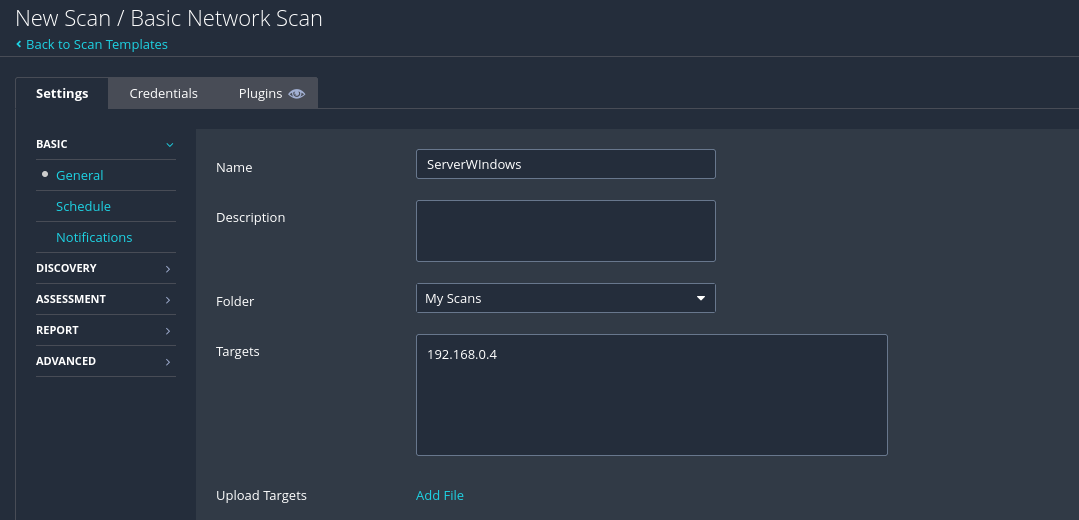 New Scan / Basic Network Scan
Back to Scan Templates
Settings Credentials Plugins
BASIC
General
Schedule
Notifications
DISCOVERY
ASSESSMENT
REPORT
ADVANCED
Name ServerWIndows
Description
Folder My Scans
Targets 192.168.0.4
Upload Targets Add File